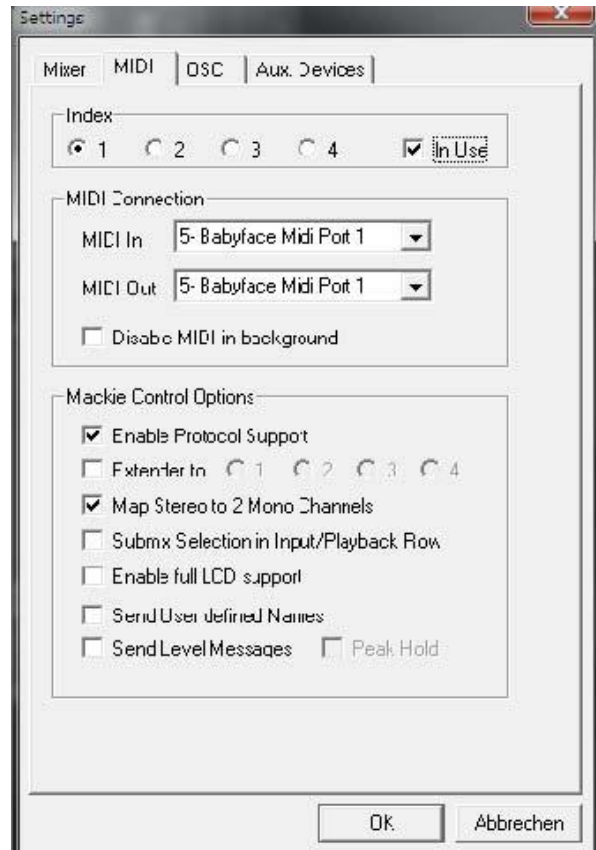 Settings
Mixer MIDI OSC Aux. Devices
Index
1 2 3 4 In Use
MIDI Connection
MIDI In 5- Babyface Midi Port 1
MIDI Out 5- Babyface Midi Port 1
Disable MIDI in background
Mackie Control Options
Enable Protocol Support
Extender to 1 2 3 4
Map Stereo to 2 Mono Channels
Submix Selection in Input/Playback Row
Enable full LCD support
Send User defined Names
Send Level Messages Peak Hold
OK Abbrechen